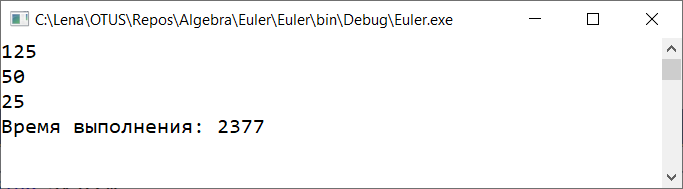 C:\Lena\OTUS\Repos\Algebra\Euler\Euler\bin\Debug\Euler.exe
125
50
25
Время выполнения: 2377